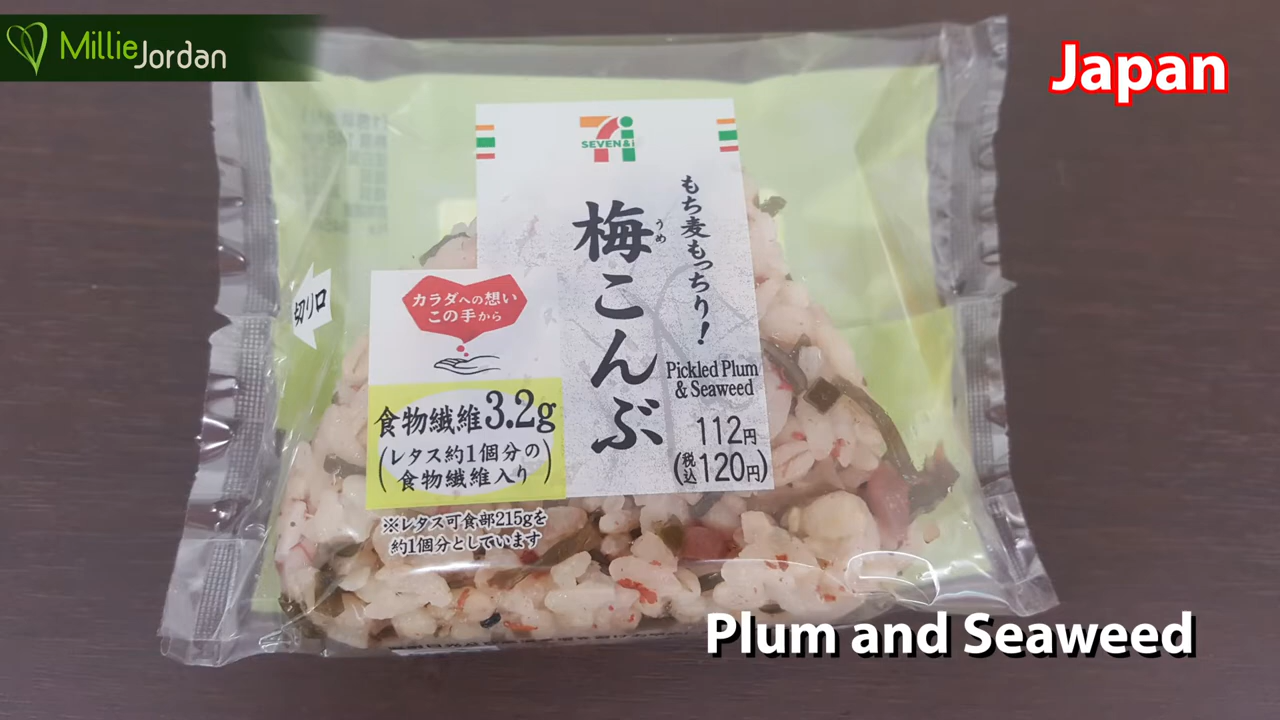 Millie Jordan
Japan
SEVEN&i
もち麦もっちり!
梅こんぶ
うめ
Pickled Plum
& Seaweed
112円
(税込120円)
カラダへの想い
この手から
食物繊維3.2g
(レタス約1個分の
食物繊維入り)
※レタス可食部215gを
約1個分としています
切り口
Plum and Seaweed